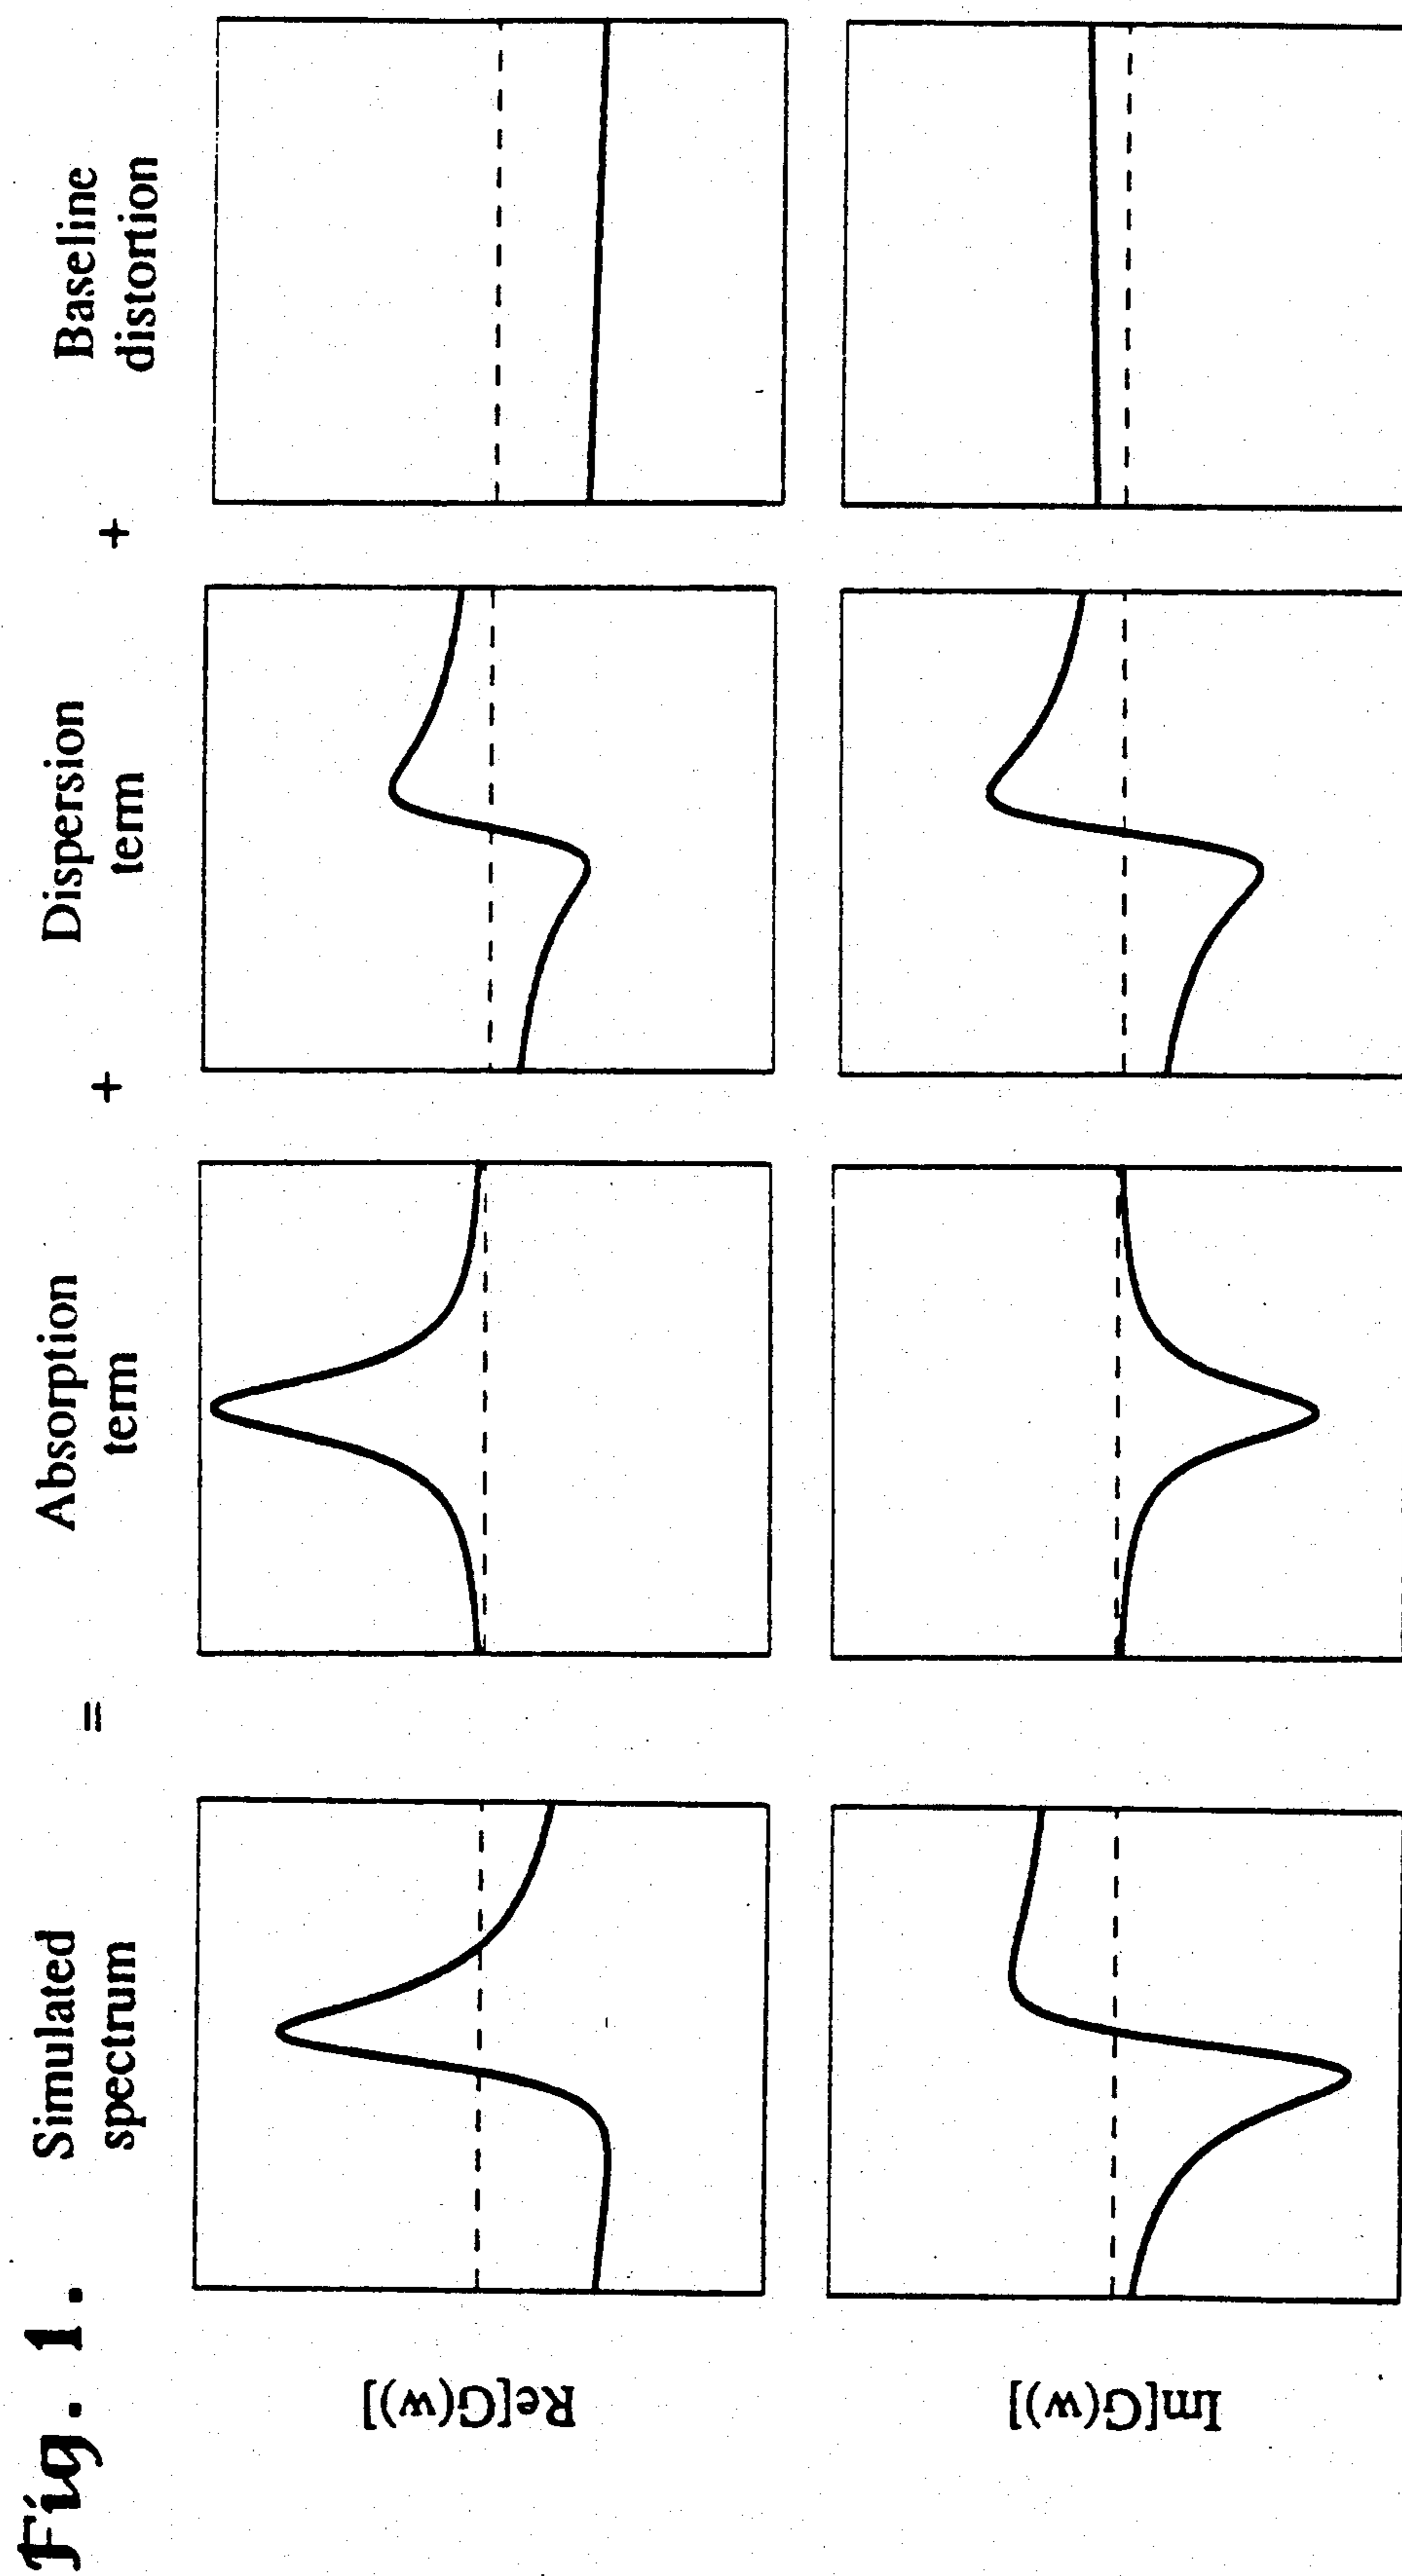 Fig. 1.
Simulated
spectrum
=
Absorption
term
+
Dispersion
term
+
Baseline
distortion
Re[G(w)]
Im[G(w)]